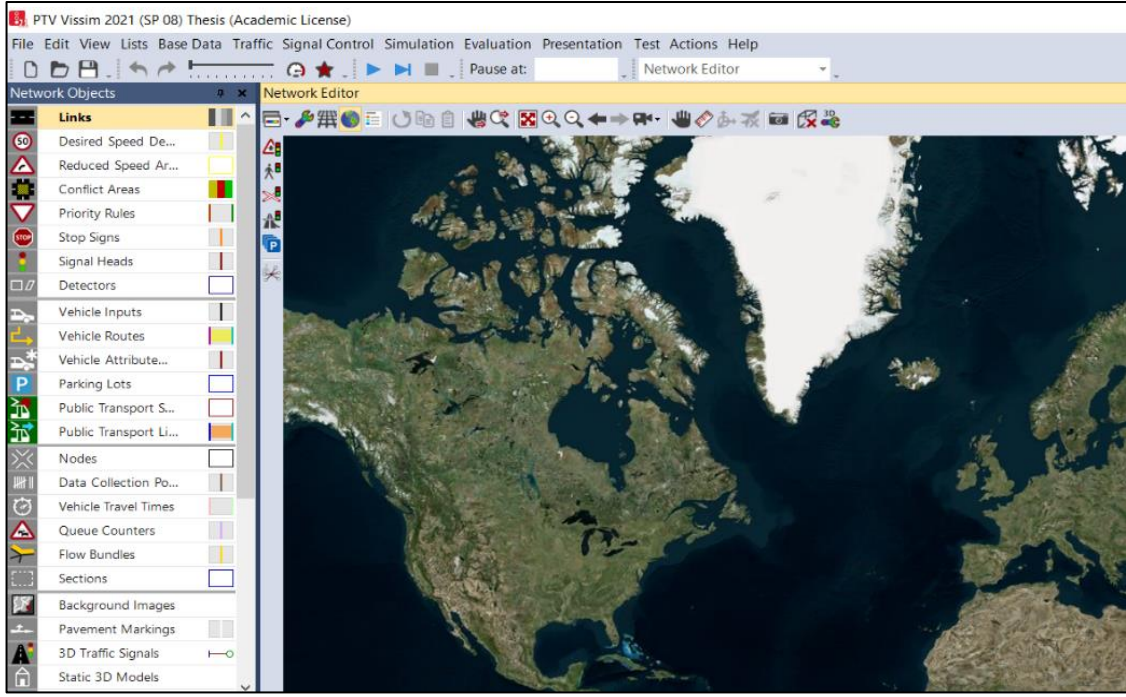 PTV Vissim 2021 (SP 08) Thesis (Academic License)
File Edit View Lists Base Data Traffic Signal Control Simulation Evaluation Presentation Test Actions Help
Pause at: Network Editor
Network Objects
Network Editor
Links
50 Desired Speed De...
Reduced Speed Ar...
Conflict Areas
Priority Rules
STOP Stop Signs
Signal Heads
Detectors
Vehicle Inputs
Vehicle Routes
Vehicle Attribute...
P Parking Lots
Public Transport S...
Public Transport Li...
Nodes
Data Collection Po...
Vehicle Travel Times
Queue Counters
Flow Bundles
Sections
Background Images
Pavement Markings
3D Traffic Signals
Static 3D Models
3D
P